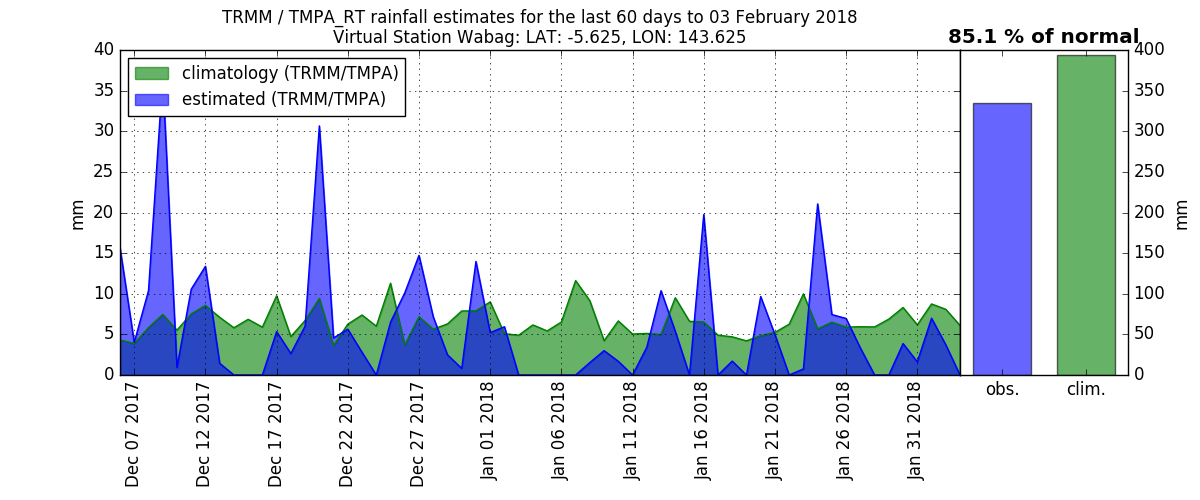 TRMM / TMPA_RT rainfall estimates for the last 60 days to 03 February 2018
Virtual Station Wabag: LAT: -5.625, LON: 143.625
85.1 % of normal
climatology (TRMM/TMPA)
estimated (TRMM/TMPA)
40
35
30
25
20
15
10
5
0
mm
400
350
300
250
200
150
100
50
0
mm
Dec 07 2017
Dec 12 2017
Dec 17 2017
Dec 22 2017
Dec 27 2017
Jan 01 2018
Jan 06 2018
Jan 11 2018
Jan 16 2018
Jan 21 2018
Jan 26 2018
Jan 31 2018
obs.
clim.